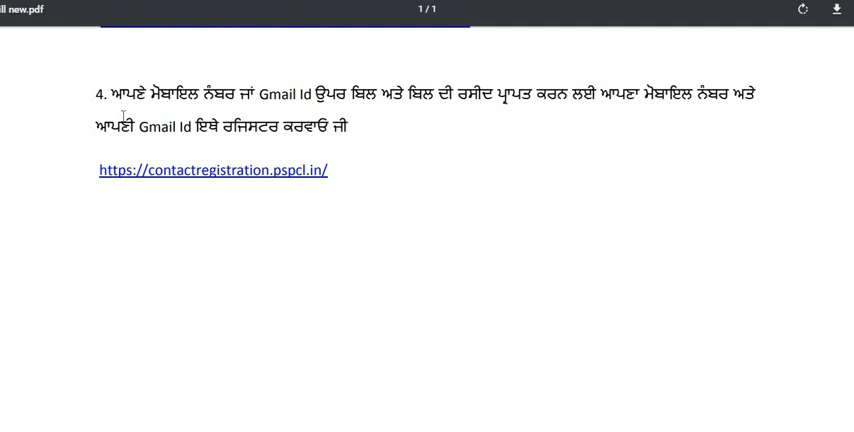 ill new.pdf
1 / 1
4. ਆਪਣੇ ਮੋਬਾਇਲ ਨੰਬਰ ਜਾਂ Gmail Id ਉਪਰ ਬਿਲ ਅਤੇ ਬਿਲ ਦੀ ਰਸੀਦ ਪ੍ਰਾਪਤ ਕਰਨ ਲਈ ਆਪਣਾ ਮੋਬਾਇਲ ਨੰਬਰ ਅਤੇ
ਆਪਣੀ Gmail Id ਇਥੇ ਰਜਿਸਟਰ ਕਰਵਾਓ ਜੀ
https://contactregistration.pspcl.in/